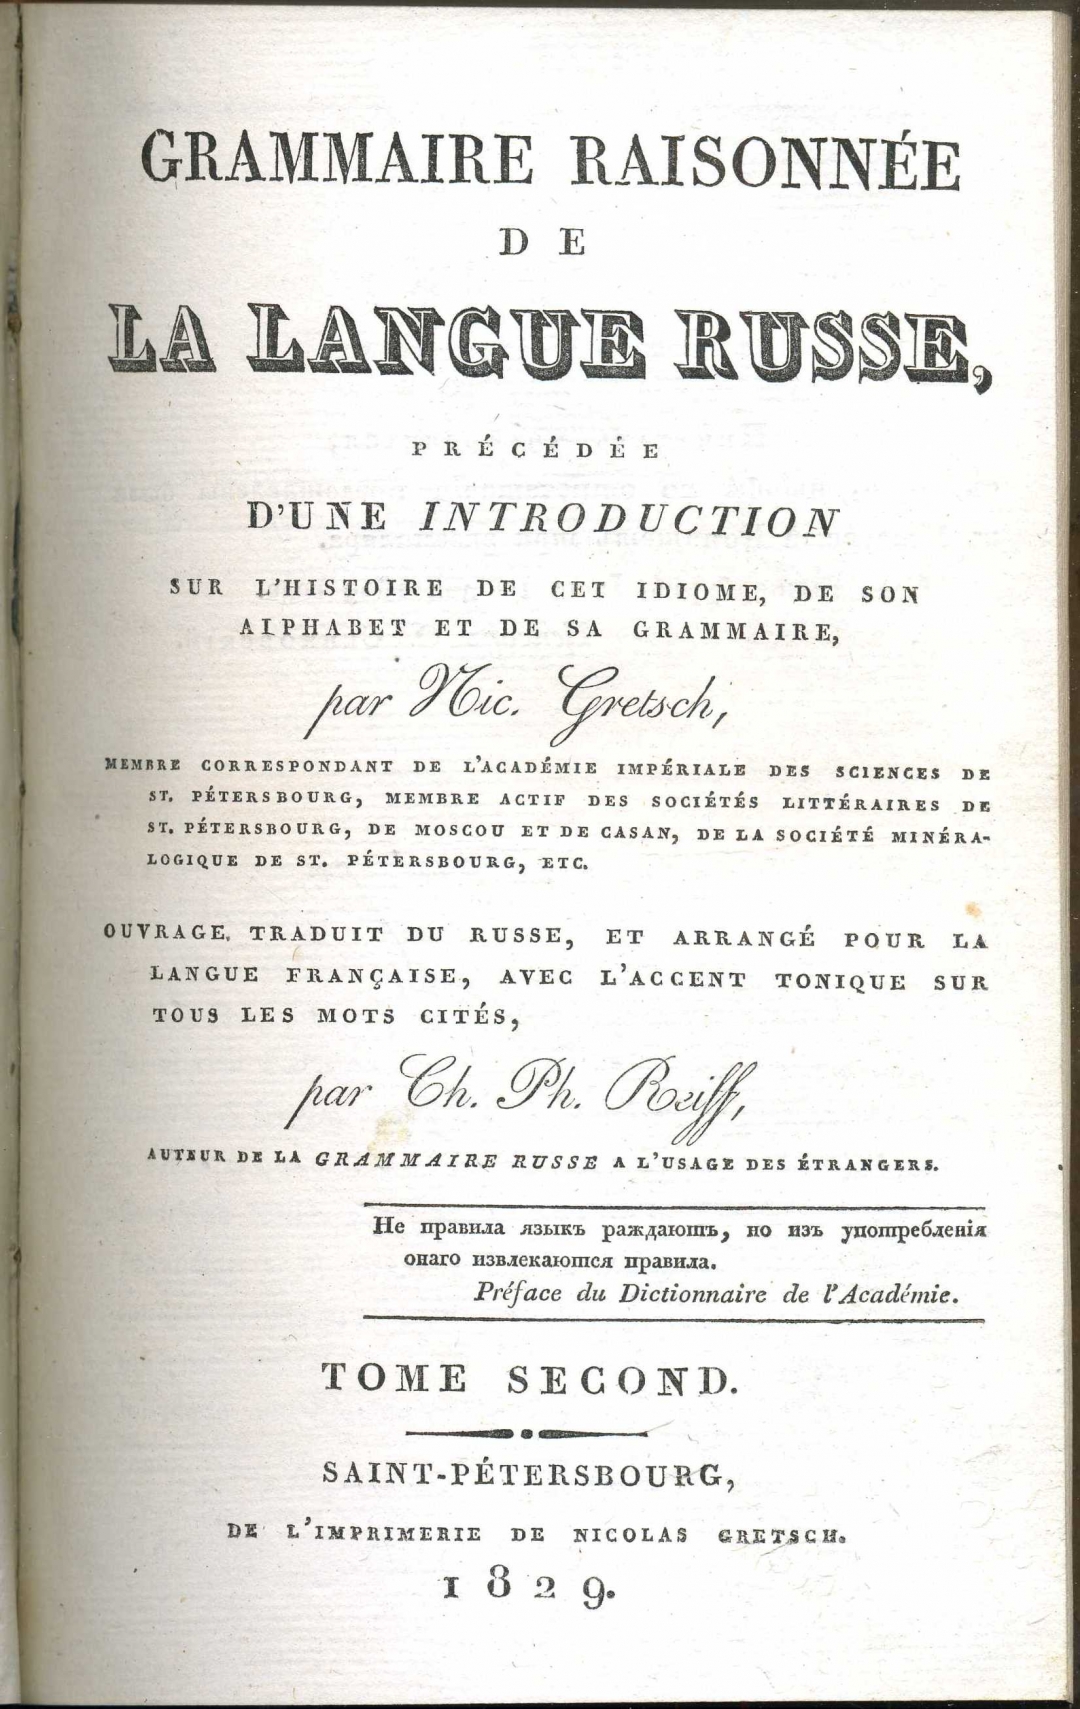 GRAMMAIRE RAISONNÉE
DE
LA LANGUE RUSSE,
PRÉCÉDÉE
D'UNE INTRODUCTION
SUR L'HISTOIRE DE CET IDIOME, DE SON
ALPHABET ET DE SA GRAMMAIRE,
par Nic. Gretsch,
MEMBRE CORRESPONDANT DE L'ACADÉMIE IMPÉRIALE DES SCIENCES DE
ST. PÉTERSBOURG, MEMBRE ACTIF DES SOCIÉTÉS LITTÉRAIRES DE
ST. PÉTERSBOURG, DE MOSCOU ET DE CASAN, DE LA SOCIÉTÉ MINÉRA-
LOGIQUE DE ST. PÉTERSBOURG, ETC.
OUVRAGE TRADUIT DU RUSSE, ET ARRANGÉ POUR LA
LANGUE FRANÇAISE, AVEC L'ACCENT TONIQUE SUR
TOUS LES MOTS CITÉS,
par Ch. Ph. Reiff,
AUTEUR DE LA GRAMMAIRE RUSSE A L'USAGE DES ÉTRANGERS.
Не правила языкъ раждаютъ, но изъ употребленія
онаго извлекаются правила.
Préface du Dictionnaire de l'Académie.
TOME SECOND.
SAINT-PÉTERSBOURG,
DE L'IMPRIMERIE DE NICOLAS GRETSCH.
1829.